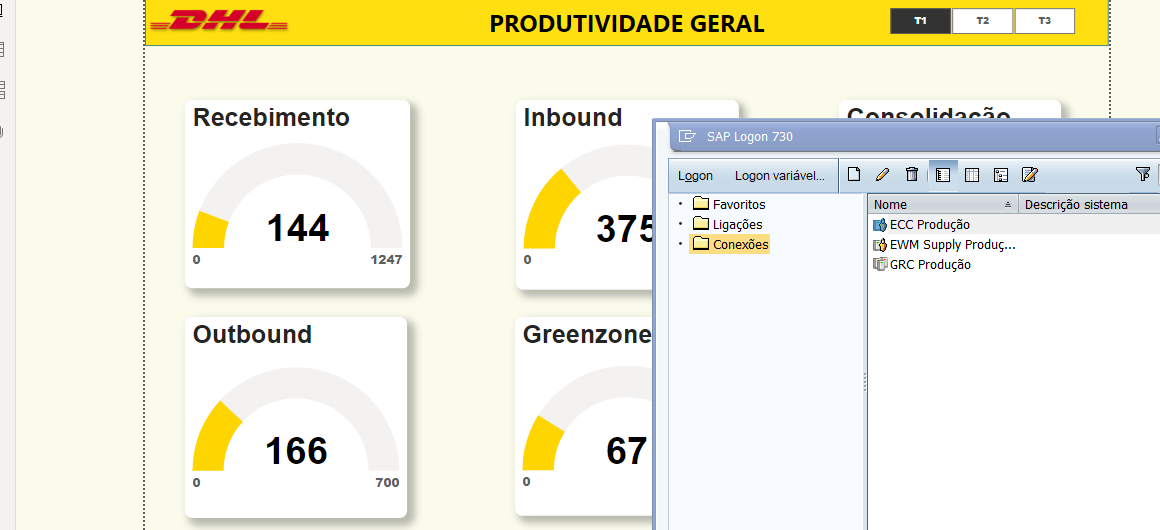 DHL
PRODUTIVIDADE GERAL
T1
T2
T3
Recebimento
144
0
1247
Inbound
375
0
Consolidação
Outbound
166
0
700
Greenzone
67
0
SAP Logon 730
Logon
Logon variável...
Favoritos
Ligações
Conexões
Nome
Descrição sistema
ECC Produção
EWM Supply Produç...
GRC Produção